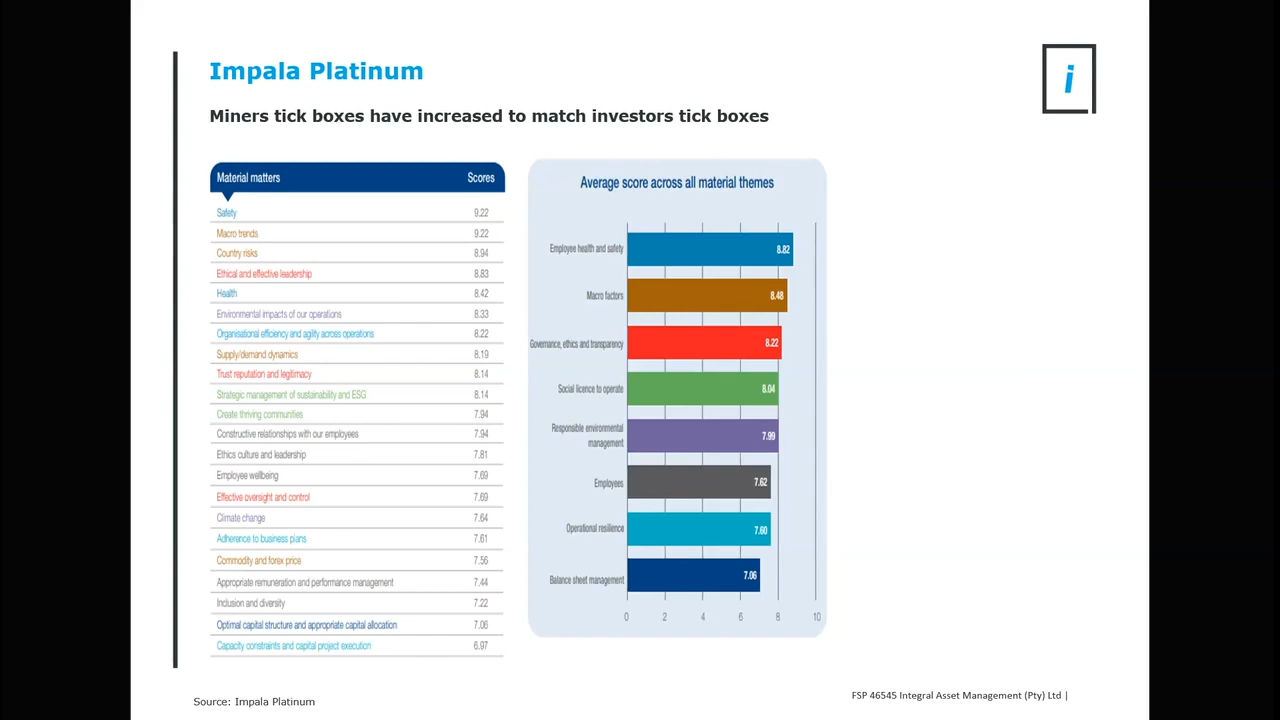 Impala Platinum
i
Miners tick boxes have increased to match investors tick boxes
Material matters Scores
Safety 9.22
Macro trends 9.22
Country risks 8.94
Ethical and effective leadership 8.83
Health 8.42
Environmental impacts of our operations 8.33
Organisational efficiency and agility across operations 8.22
Supply/demand dynamics 8.19
Trust reputation and legitimacy 8.14
Strategic management of sustainability and ESG 8.14
Create thriving communities 7.94
Constructive relationships with our employees 7.94
Ethics culture and leadership 7.81
Employee wellbeing 7.69
Effective oversight and control 7.69
Climate change 7.64
Adherence to business plans 7.61
Commodity and forex price 7.56
Appropriate remuneration and performance management 7.44
Inclusion and diversity 7.22
Optimal capital structure and appropriate capital allocation 7.06
Capacity constraints and capital project execution 6.97
Average score across all material themes
Employee health and safety 8.82
Macro factors 8.48
Governance, ethics and transparency 8.22
Social licence to operate 8.04
Responsible environmental
management 7.99
Employees 7.62
Operational resilience 7.60
Balance sheet management 7.06
0 2 4 6 8 10
Source: Impala Platinum
FSP 46545 Integral Asset Management (Pty) Ltd |